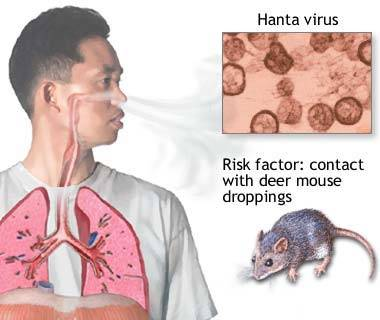 Hanta virus
Risk factor: contact
with deer mouse
droppings